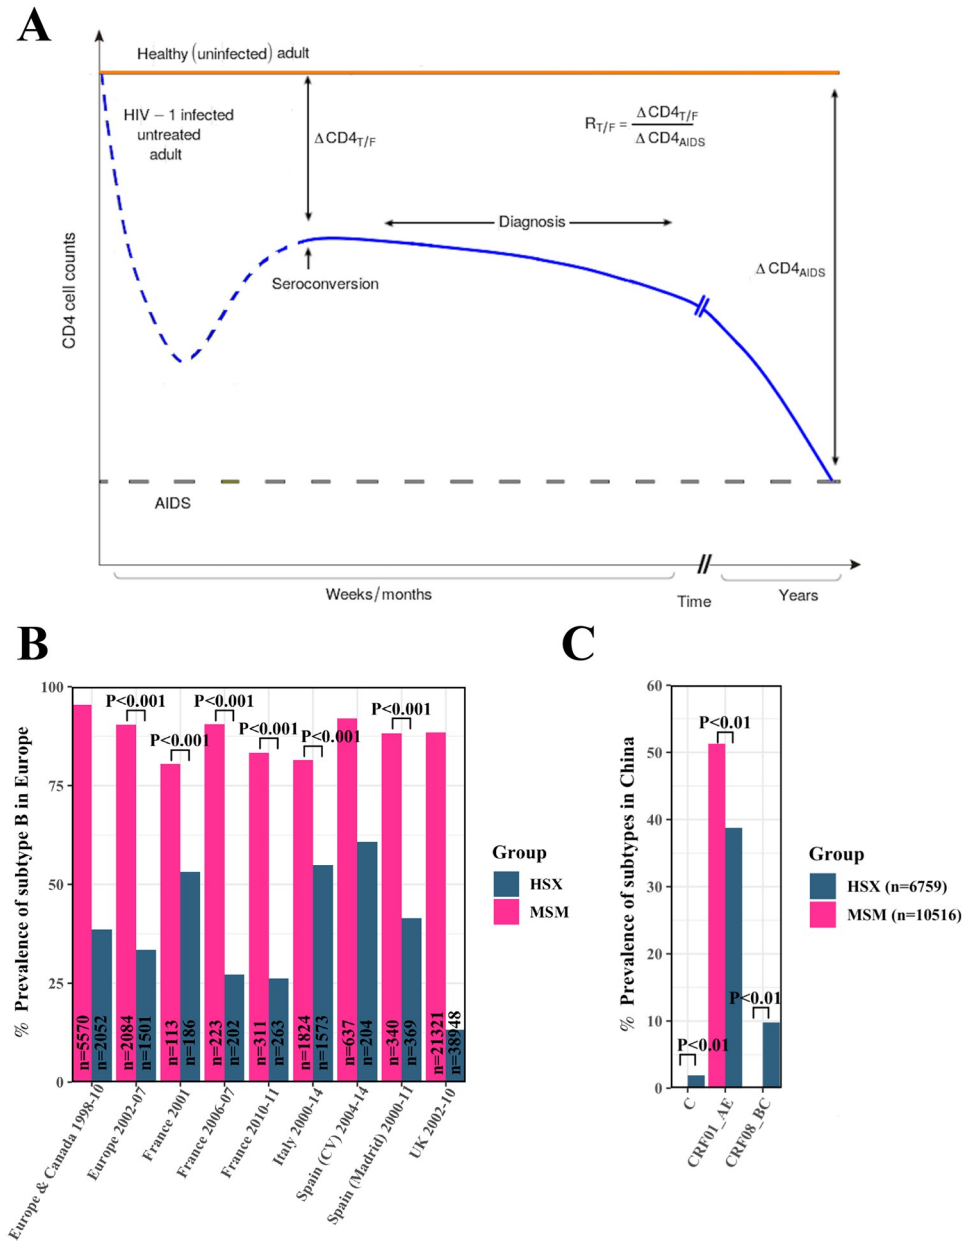 A
Healthy (uninfected) adult
HIV − 1 infected
untreated
adult
Δ CD4T/F
RT/F = Δ CD4T/F
Δ CD4AIDS
Diagnosis
Seroconversion
Δ CD4AIDS
CD4 cell counts
AIDS
Weeks/months
Time
Years
B
% Prevalence of subtype B in Europe
100
75
50
25
0
P<0.001
P<0.001
P<0.001
P<0.001
P<0.001
P<0.001
n=5570
n=2052
n=2084
n=1501
n=113
n=186
n=223
n=202
n=311
n=263
n=1824
n=1573
n=637
n=204
n=340
n=369
n=21321
n=38948
Europe & Canada 1998-10
Europe 2002-07
France 2001
France 2006-07
France 2010-11
Italy 2000-14
Spain (CV) 2004-14
Spain (Madrid) 2000-11
UK 2002-10
Group
HSX
MSM
C
% Prevalence of subtypes in China
60
50
40
30
20
10
0
P<0.01
P<0.01
P<0.01
C
CRF01_AE
CRF08_BC
Group
HSX (n=6759)
MSM (n=10516)